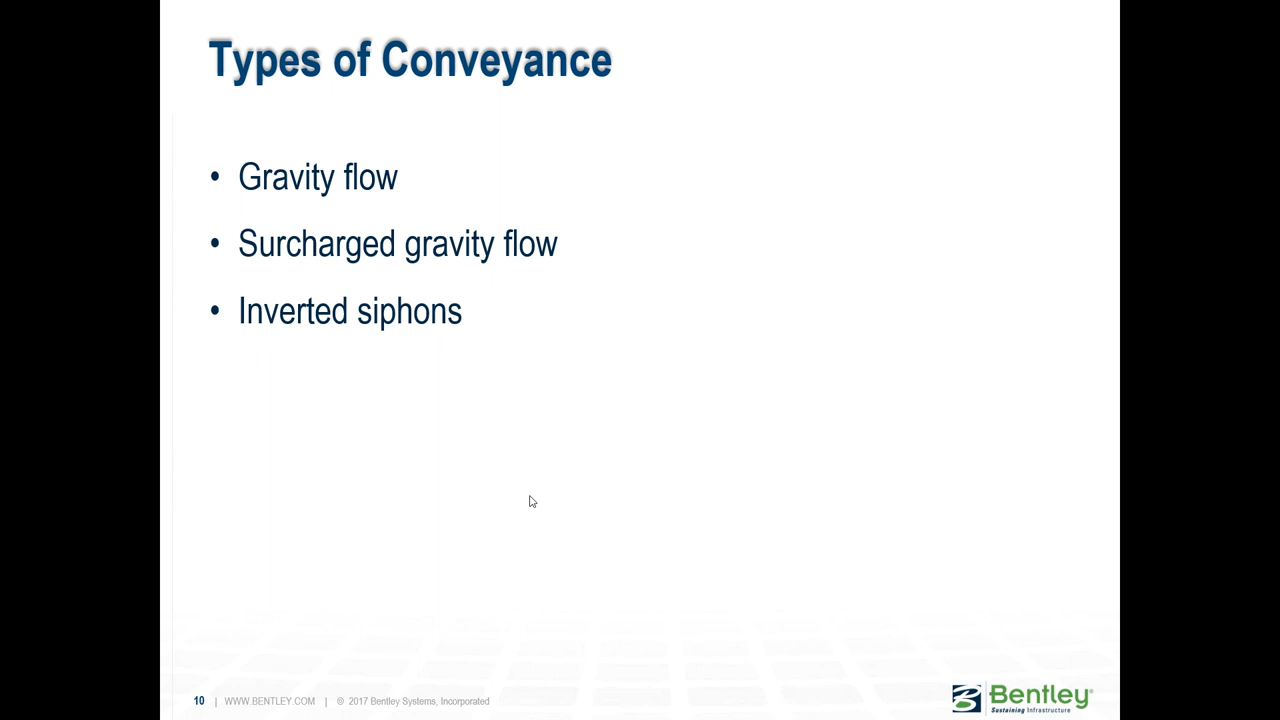 Types of Conveyance
• Gravity flow
• Surcharged gravity flow
• Inverted siphons
10 | WWW.BENTLEY.COM | © 2017 Bentley Systems, Incorporated
Bentley®
Sustaining Infrastructure